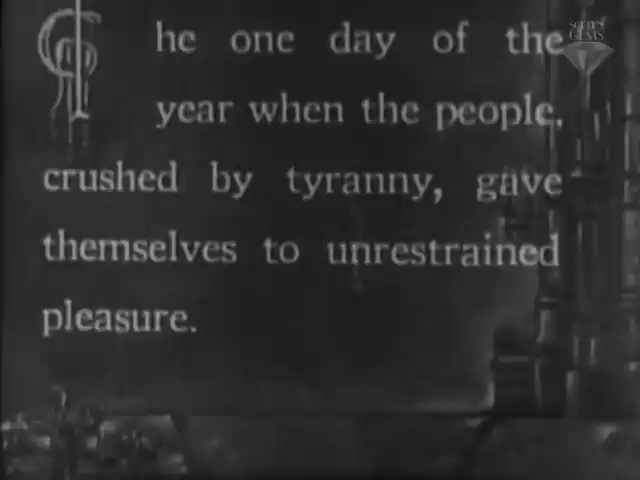 The one day of the
year when the people,
crushed by tyranny, gave
themselves to unrestrained
pleasure.